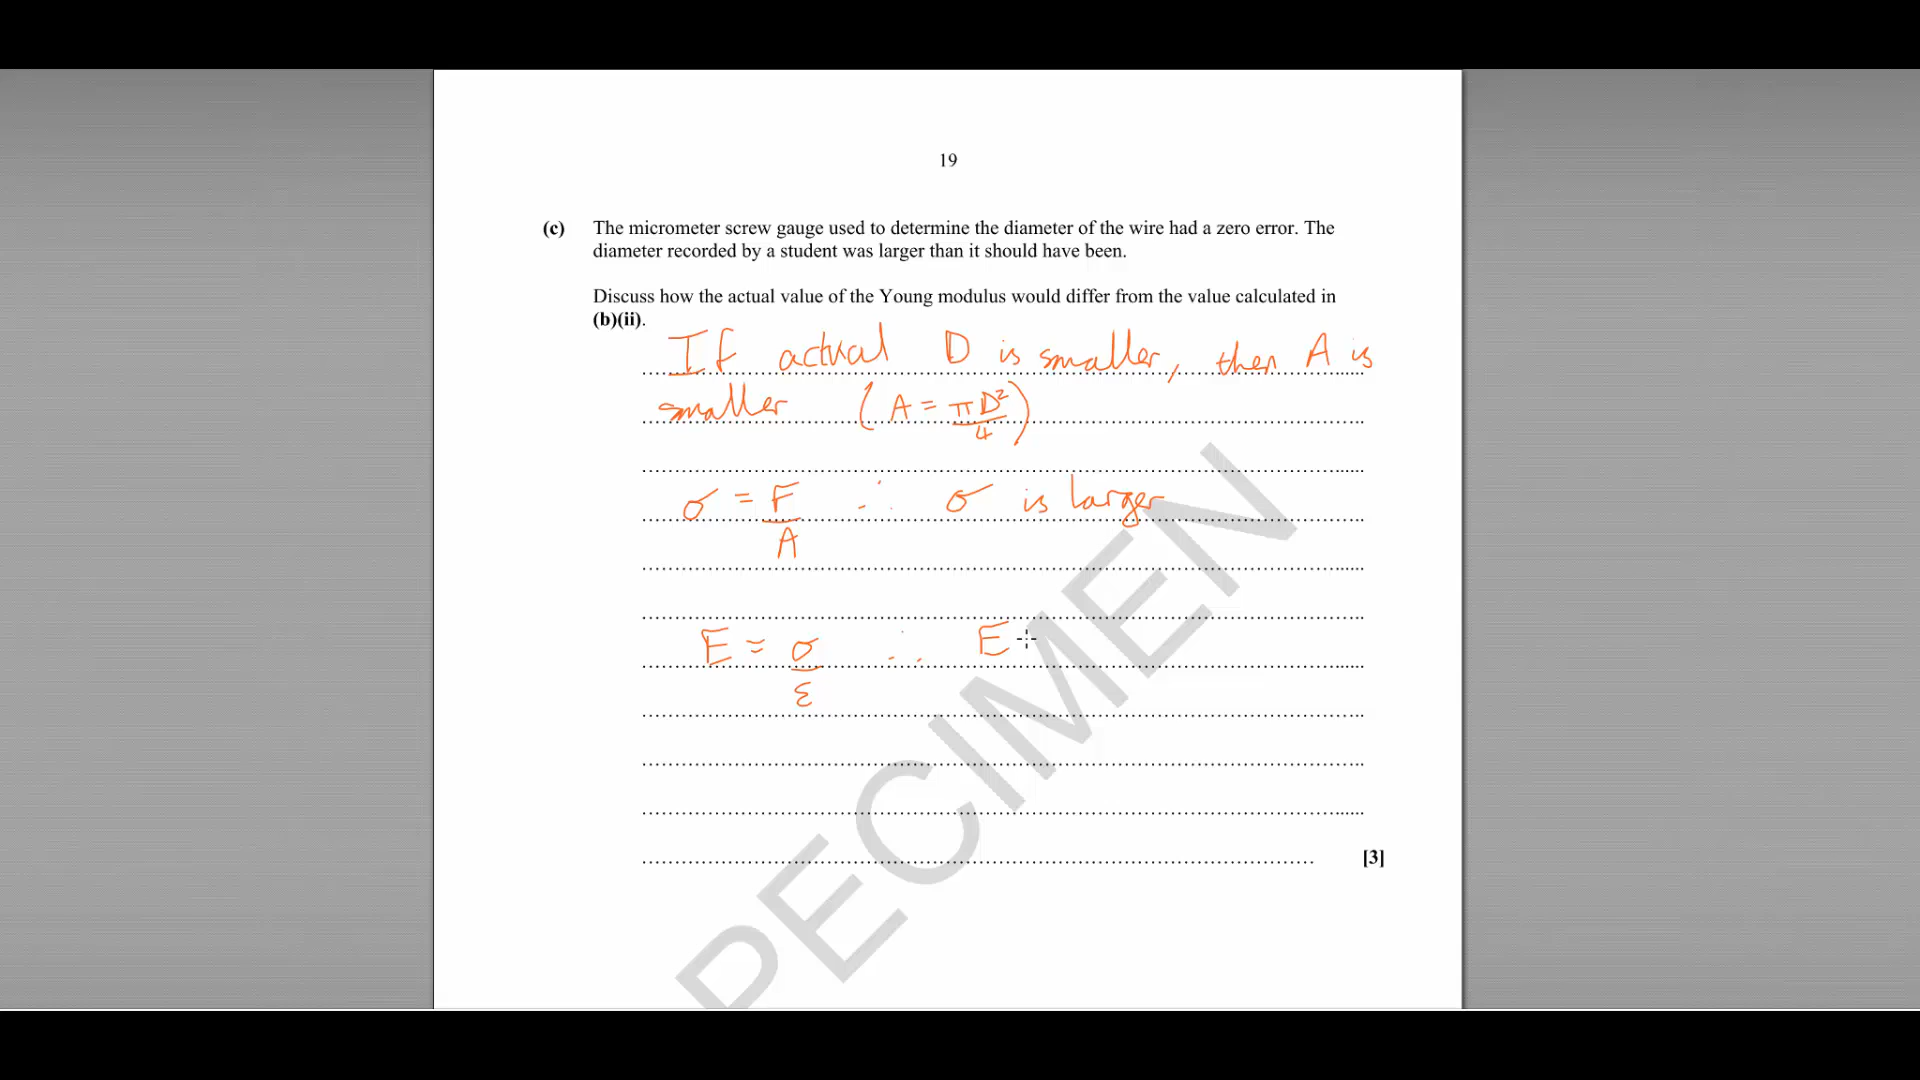 19
(c) The micrometer screw gauge used to determine the diameter of the wire had a zero error. The
diameter recorded by a student was larger than it should have been.
Discuss how the actual value of the Young modulus would differ from the value calculated in
(b)(ii).
If actual D is smaller, then A is
smaller (A = πD²/4)
σ = F/A ∴ σ is larger
E = σ/ε ∴ E
[3]
PECIMEN